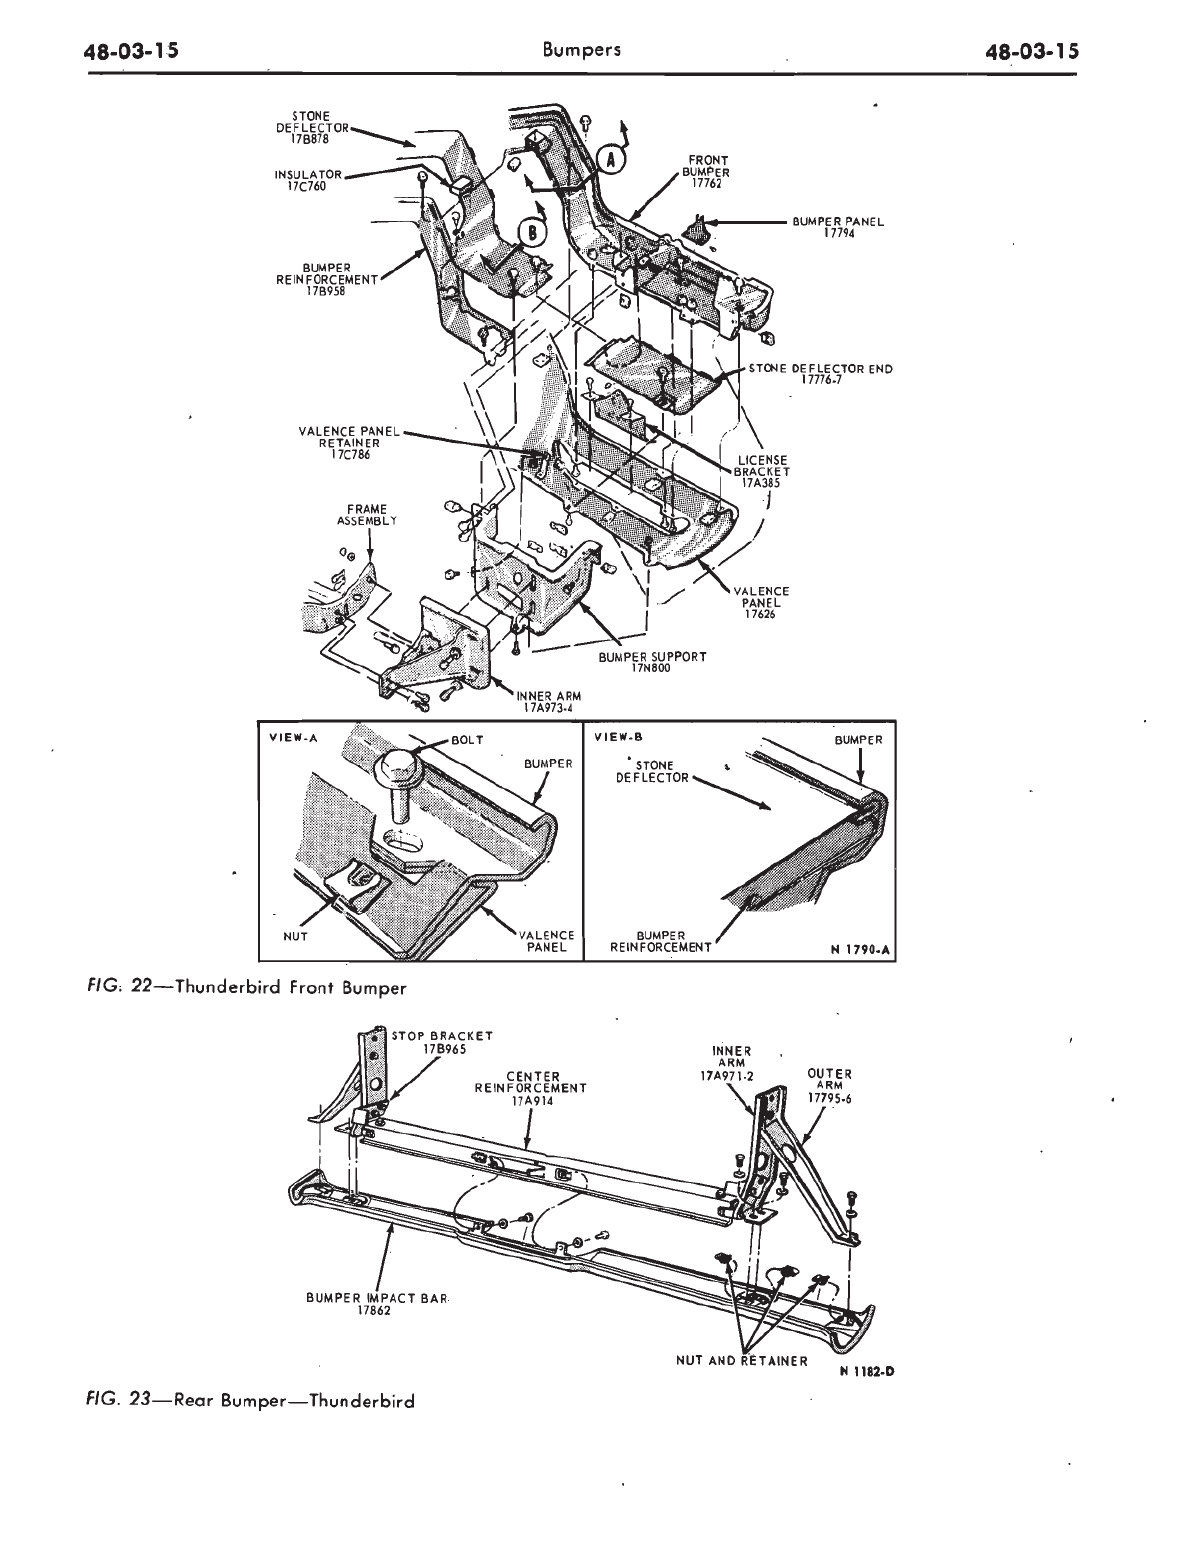 48-03-15 Bumpers 48-03-15
STONE
DEFLECTOR
17B878
INSULATOR
17C760
BUMPER
REINFORCEMENT
17B958
A
B
FRONT
BUMPER
17762
BUMPER PANEL
17794
STONE DEFLECTOR END
17776-7
VALENCE PANEL
RETAINER
17C786
LICENSE
BRACKET
17A385
FRAME
ASSEMBLY
VALENCE
PANEL
17626
BUMPER SUPPORT
17N800
INNER ARM
17A973-4
VIEW-A
BOLT
BUMPER
NUT
VALENCE
PANEL
VIEW-B
STONE
DEFLECTOR
BUMPER
BUMPER
REINFORCEMENT
N 1790-A
FIG. 22—Thunderbird Front Bumper
STOP BRACKET
17B965
CENTER
REINFORCEMENT
17A914
INNER
ARM
17A971-2
OUTER
ARM
17795-6
BUMPER IMPACT BAR
17862
NUT AND RETAINER
N 1182-D
FIG. 23—Rear Bumper—Thunderbird